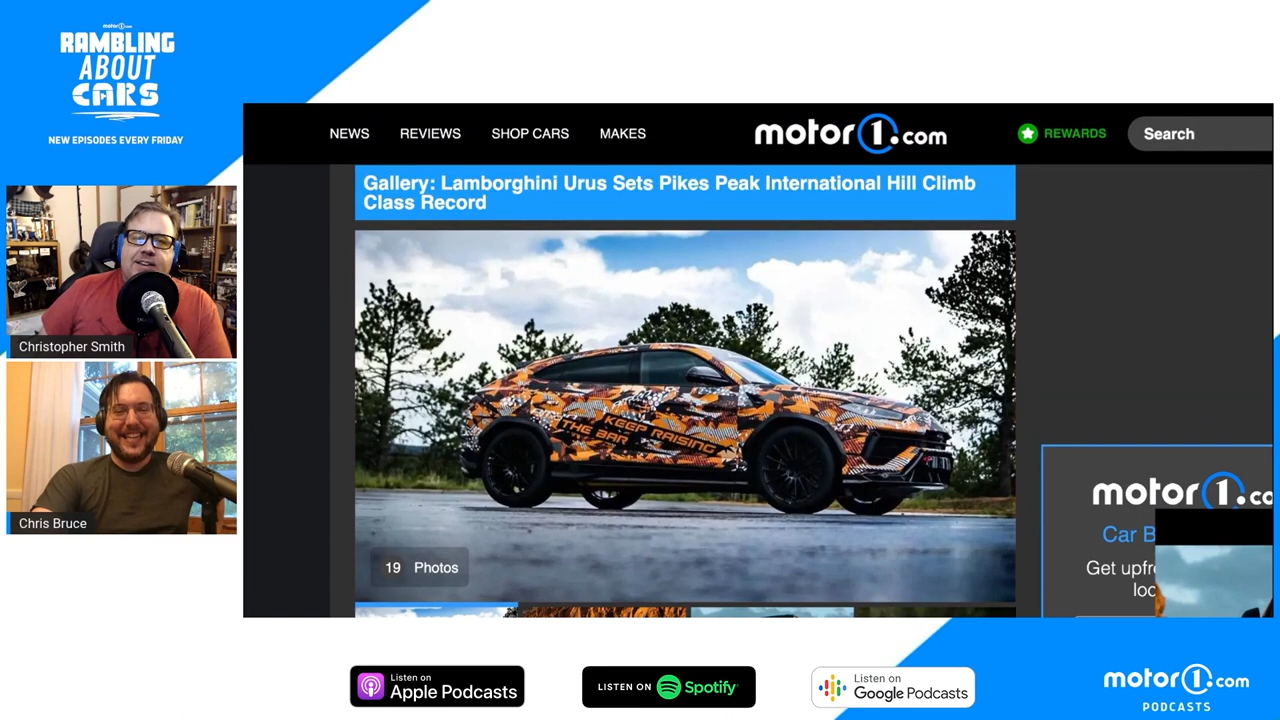 motor1.com
RAMBLING
ABOUT
CARS
NEW EPISODES EVERY FRIDAY
Christopher Smith
Chris Bruce
NEWS REVIEWS SHOP CARS MAKES motor1.com REWARDS Search
Gallery: Lamborghini Urus Sets Pikes Peak International Hill Climb
Class Record
KEEP RAISING
THE BAR
19 Photos
motor1.co
Car B
Get upfr
loc
Listen on
Apple Podcasts
LISTEN ON Spotify
Listen on
Google Podcasts
motor1.com
PODCASTS